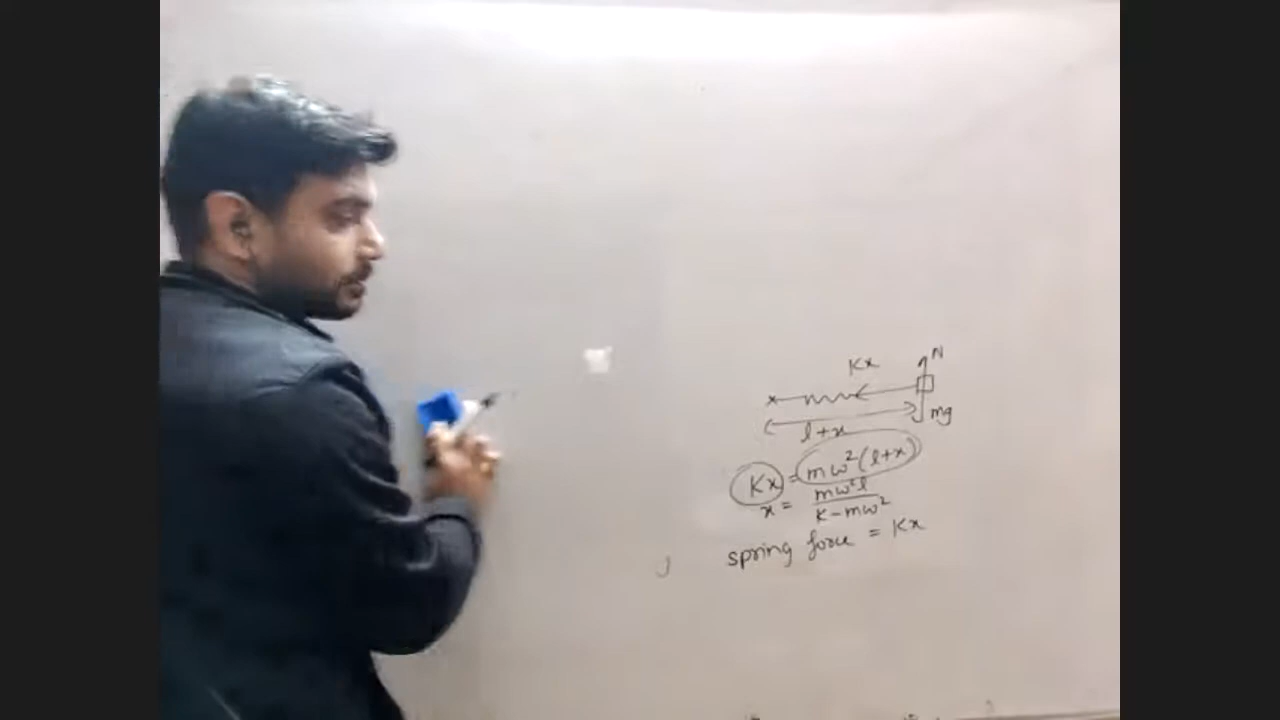 Kx
N
mg
l+x
Kx = mω²(l+x)
x = mω²l / K-mω²
spring force = Kx